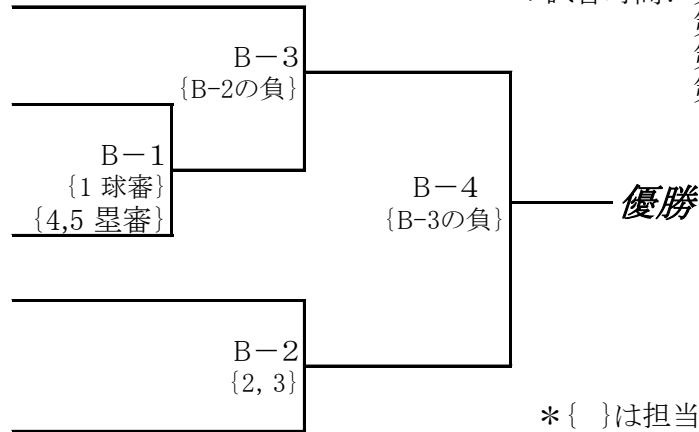 B－3
{B-2の負}
B－1
{1 球審}
{4,5 塁審}
B－4
{B-3の負}
優勝
B－2
{2, 3}
＊{ }は担当